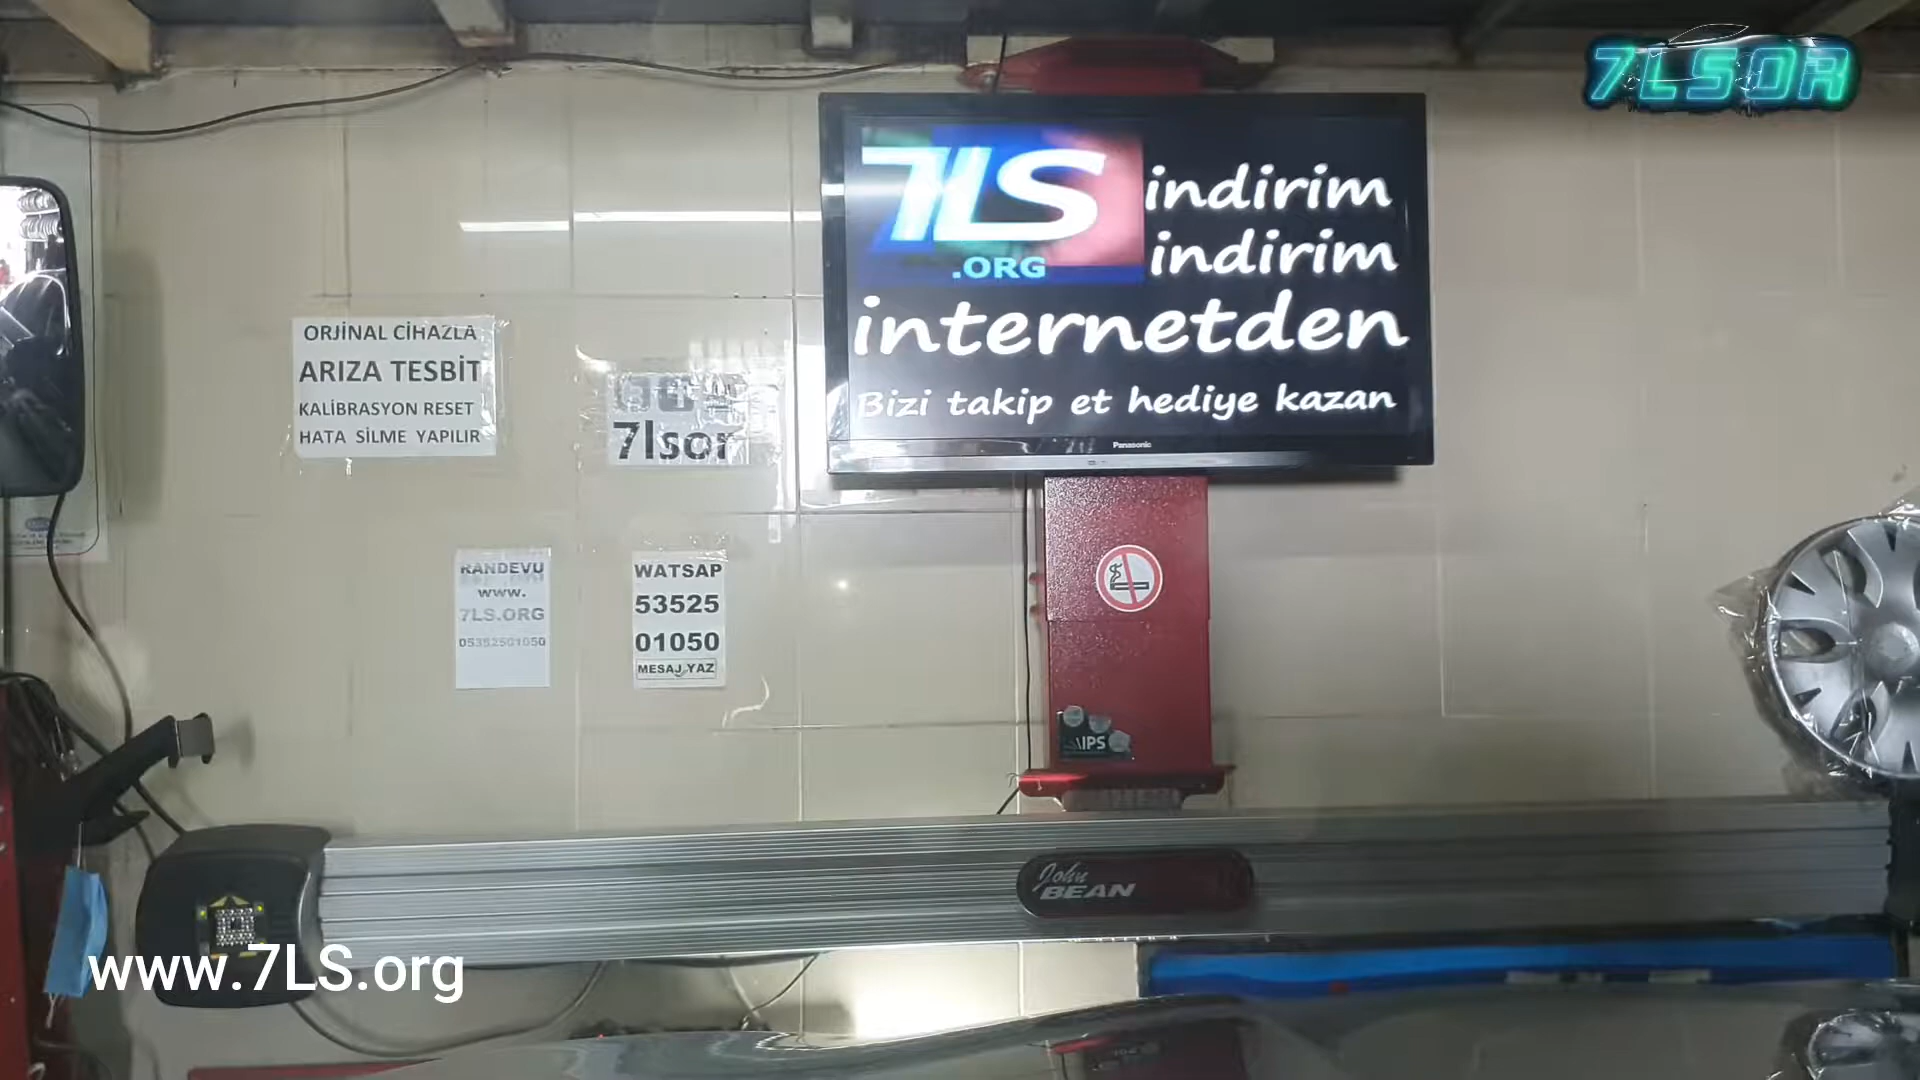 7LSOR
7LS indirim
.ORG indirim
internetden
Bizi takip et hediye kazan
Panasonic
ORJİNAL CİHAZLA
ARIZA TESBİT
KALİBRASYON RESET
HATA SİLME YAPILIR
7lsor
RANDEVU
www.
7LS.ORG
05352501050
WATSAP
53525
01050
MESAJ YAZ
IPS
John
BEAN
www.7LS.org